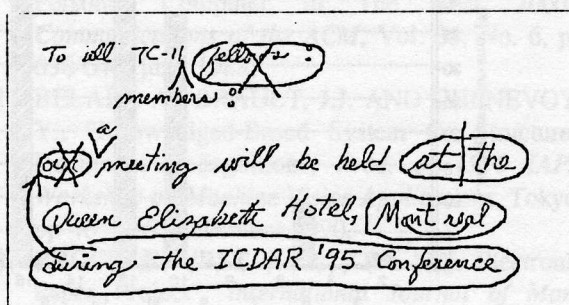 To all TC-11 fellows:
members:
a
our meeting will be held at the
Queen Elizabeth Hotel, Montreal
during the ICDAR '95 Conference